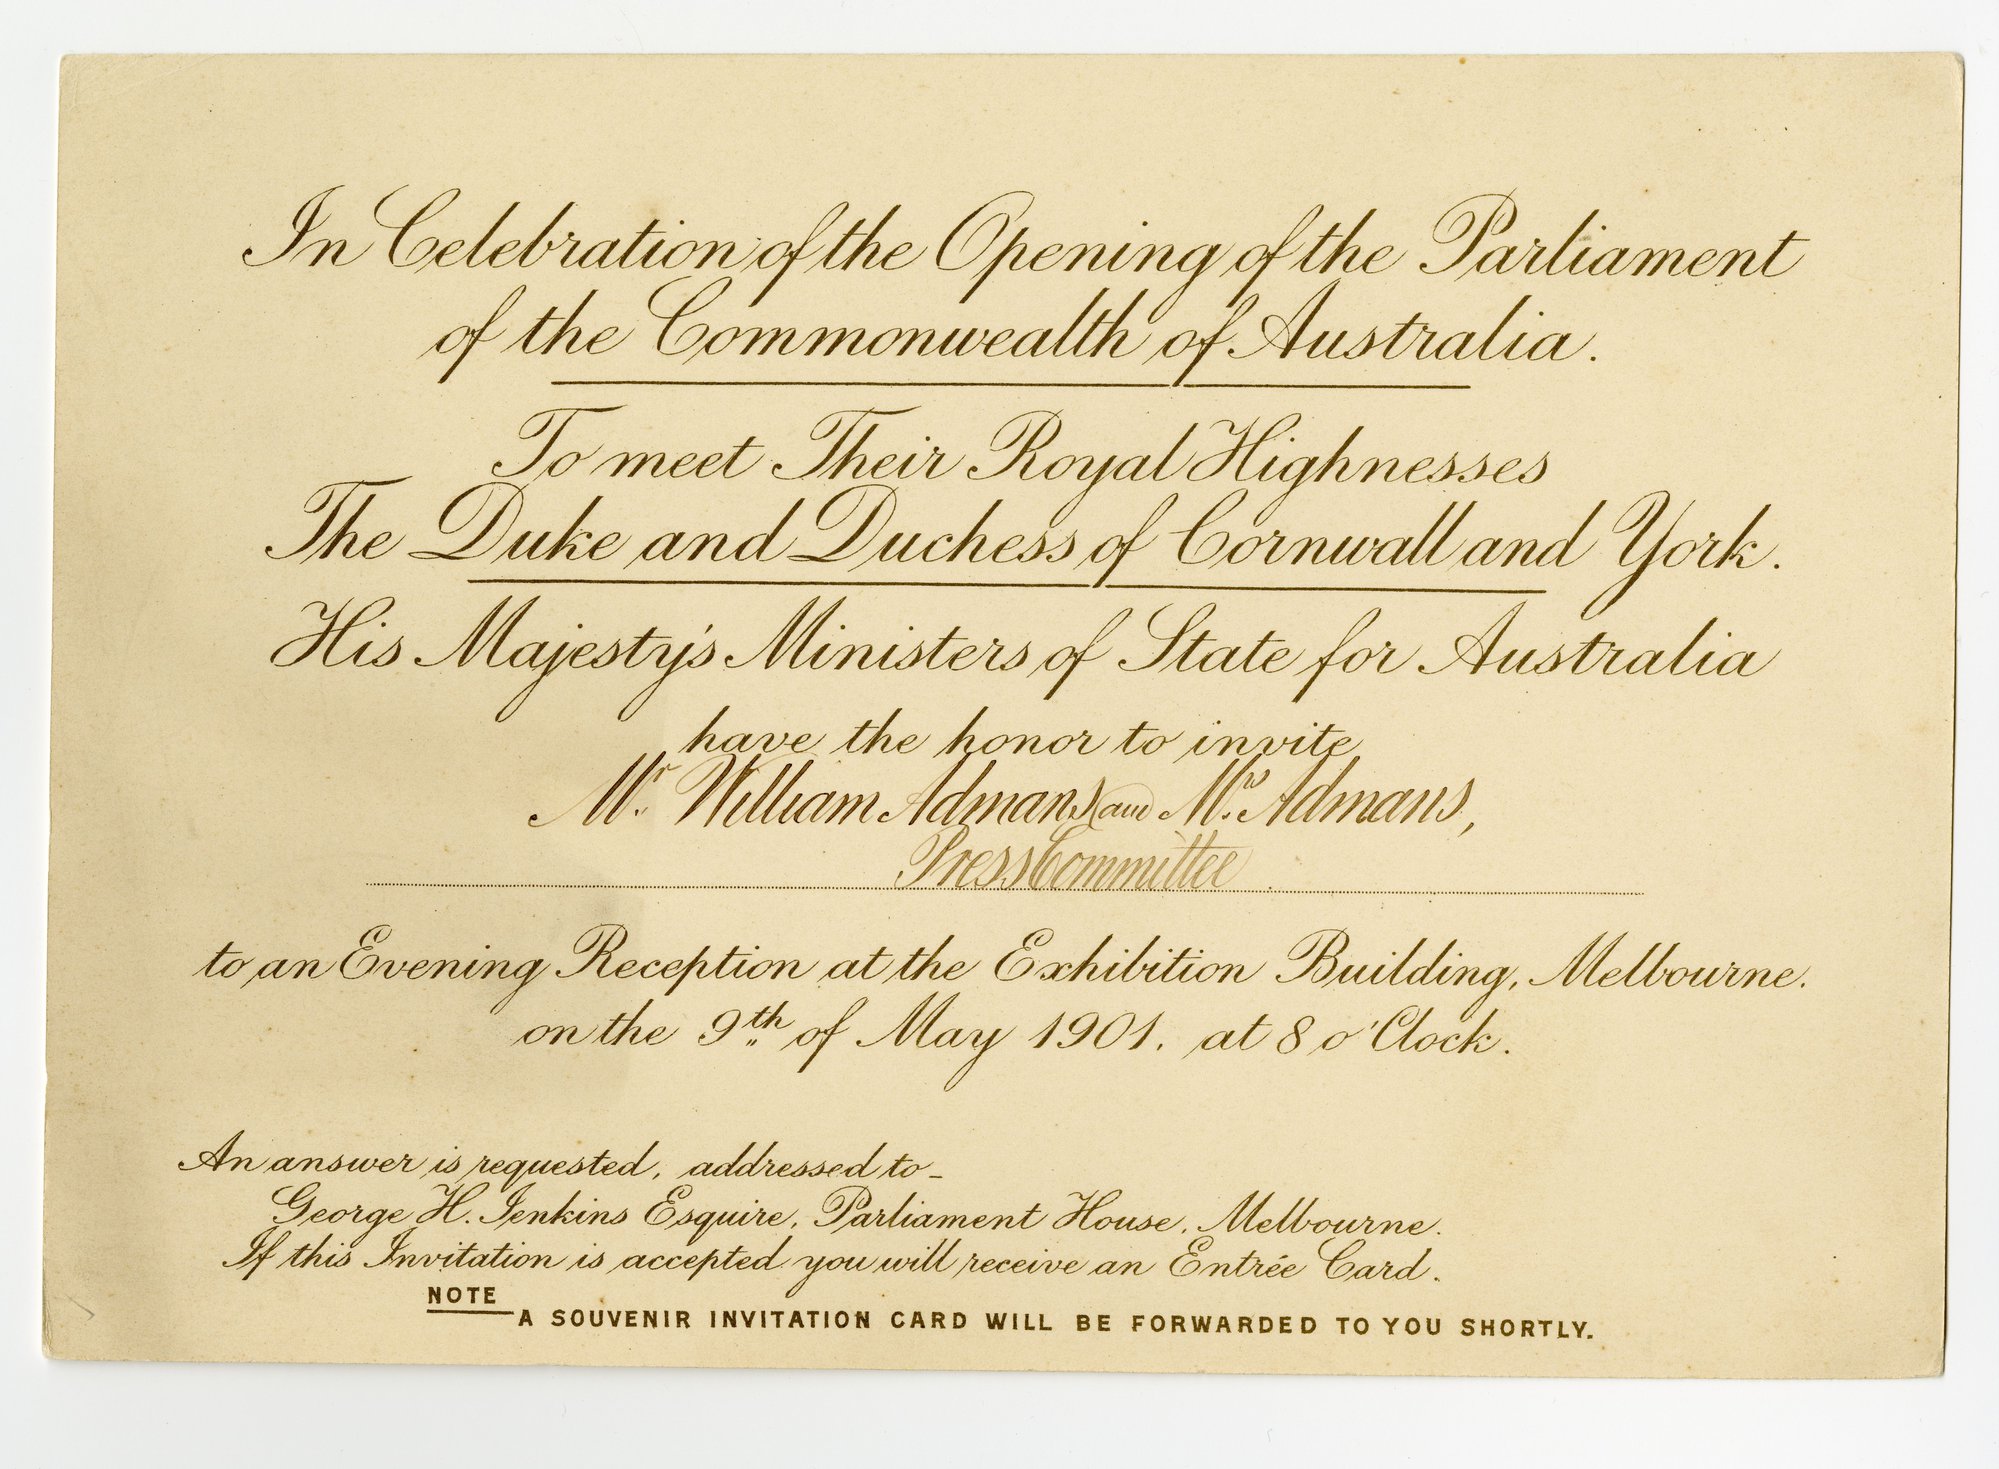 In Celebration of the Opening of the Parliament
of the Commonwealth of Australia.
To meet Their Royal Highnesses
The Duke and Duchess of Cornwall and York.
His Majesty's Ministers of State for Australia
have the honor to invite
Mr. William Admans and Mrs. Admans,
Press Committee
to an Evening Reception at the Exhibition Building, Melbourne.
on the 9th of May 1901. at 8 o'Clock.
An answer is requested, addressed to-
George H. Jenkins Esquire, Parliament House, Melbourne.
If this Invitation is accepted you will receive an Entrée Card.
NOTE
A SOUVENIR INVITATION CARD WILL BE FORWARDED TO YOU SHORTLY.